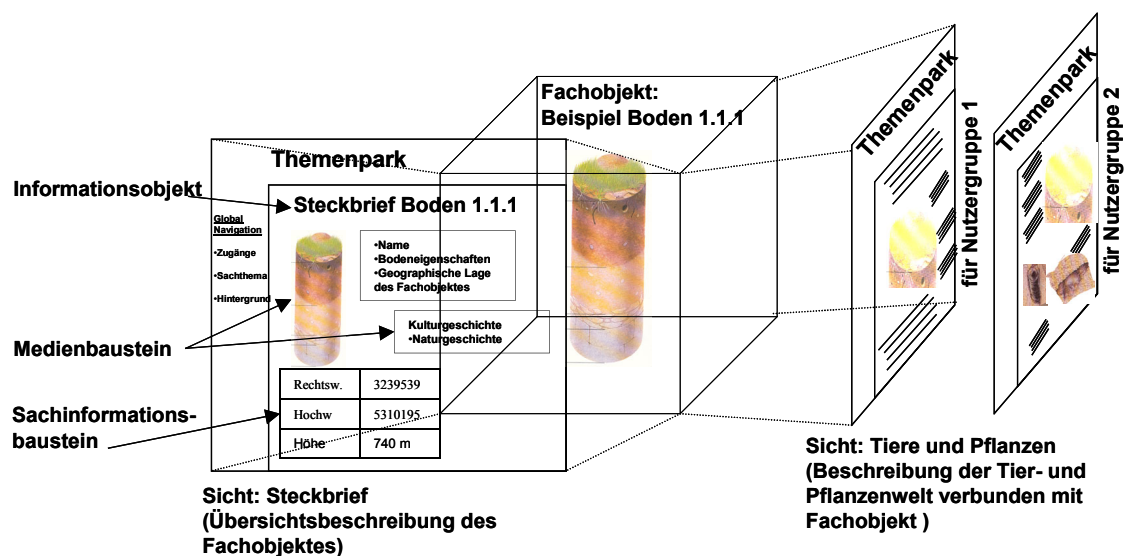 Informationsobjekt
Medienbaustein
Sachinformations-
baustein
Themenpark
Steckbrief Boden 1.1.1
Global
Navigation
•Zugänge
•Sachthema
•Hintergrund
•Name
•Bodeneigenschaften
•Geographische Lage
des Fachobjektes
Kulturgeschichte
•Naturgeschichte
Rechtsw. 3239539
Hochw 5310195
Höhe 740 m
Sicht: Steckbrief
(Übersichtsbeschreibung des
Fachobjektes)
Fachobjekt:
Beispiel Boden 1.1.1
Themenpark
für Nutzergruppe 1
Themenpark
für Nutzergruppe 2
Sicht: Tiere und Pflanzen
(Beschreibung der Tier- und
Pflanzenwelt verbunden mit
Fachobjekt )